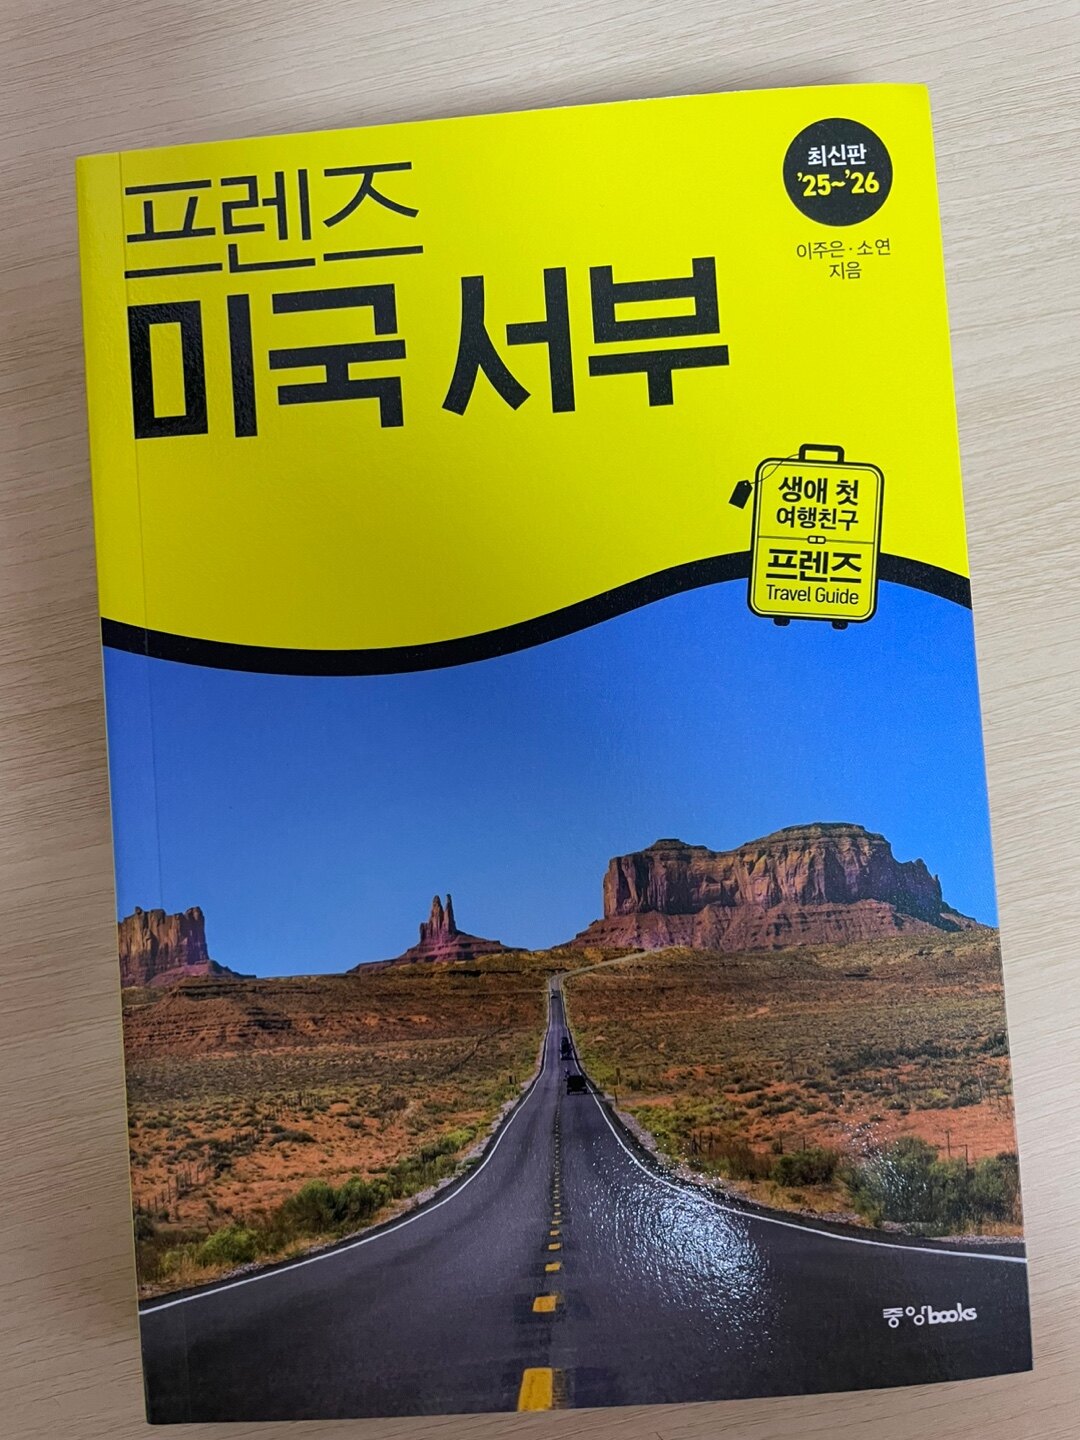 프렌즈
미국 서부
최신판
’25~’26
이주은·소연
지음
생애 첫
여행친구
프렌즈
Travel Guide
중앙books